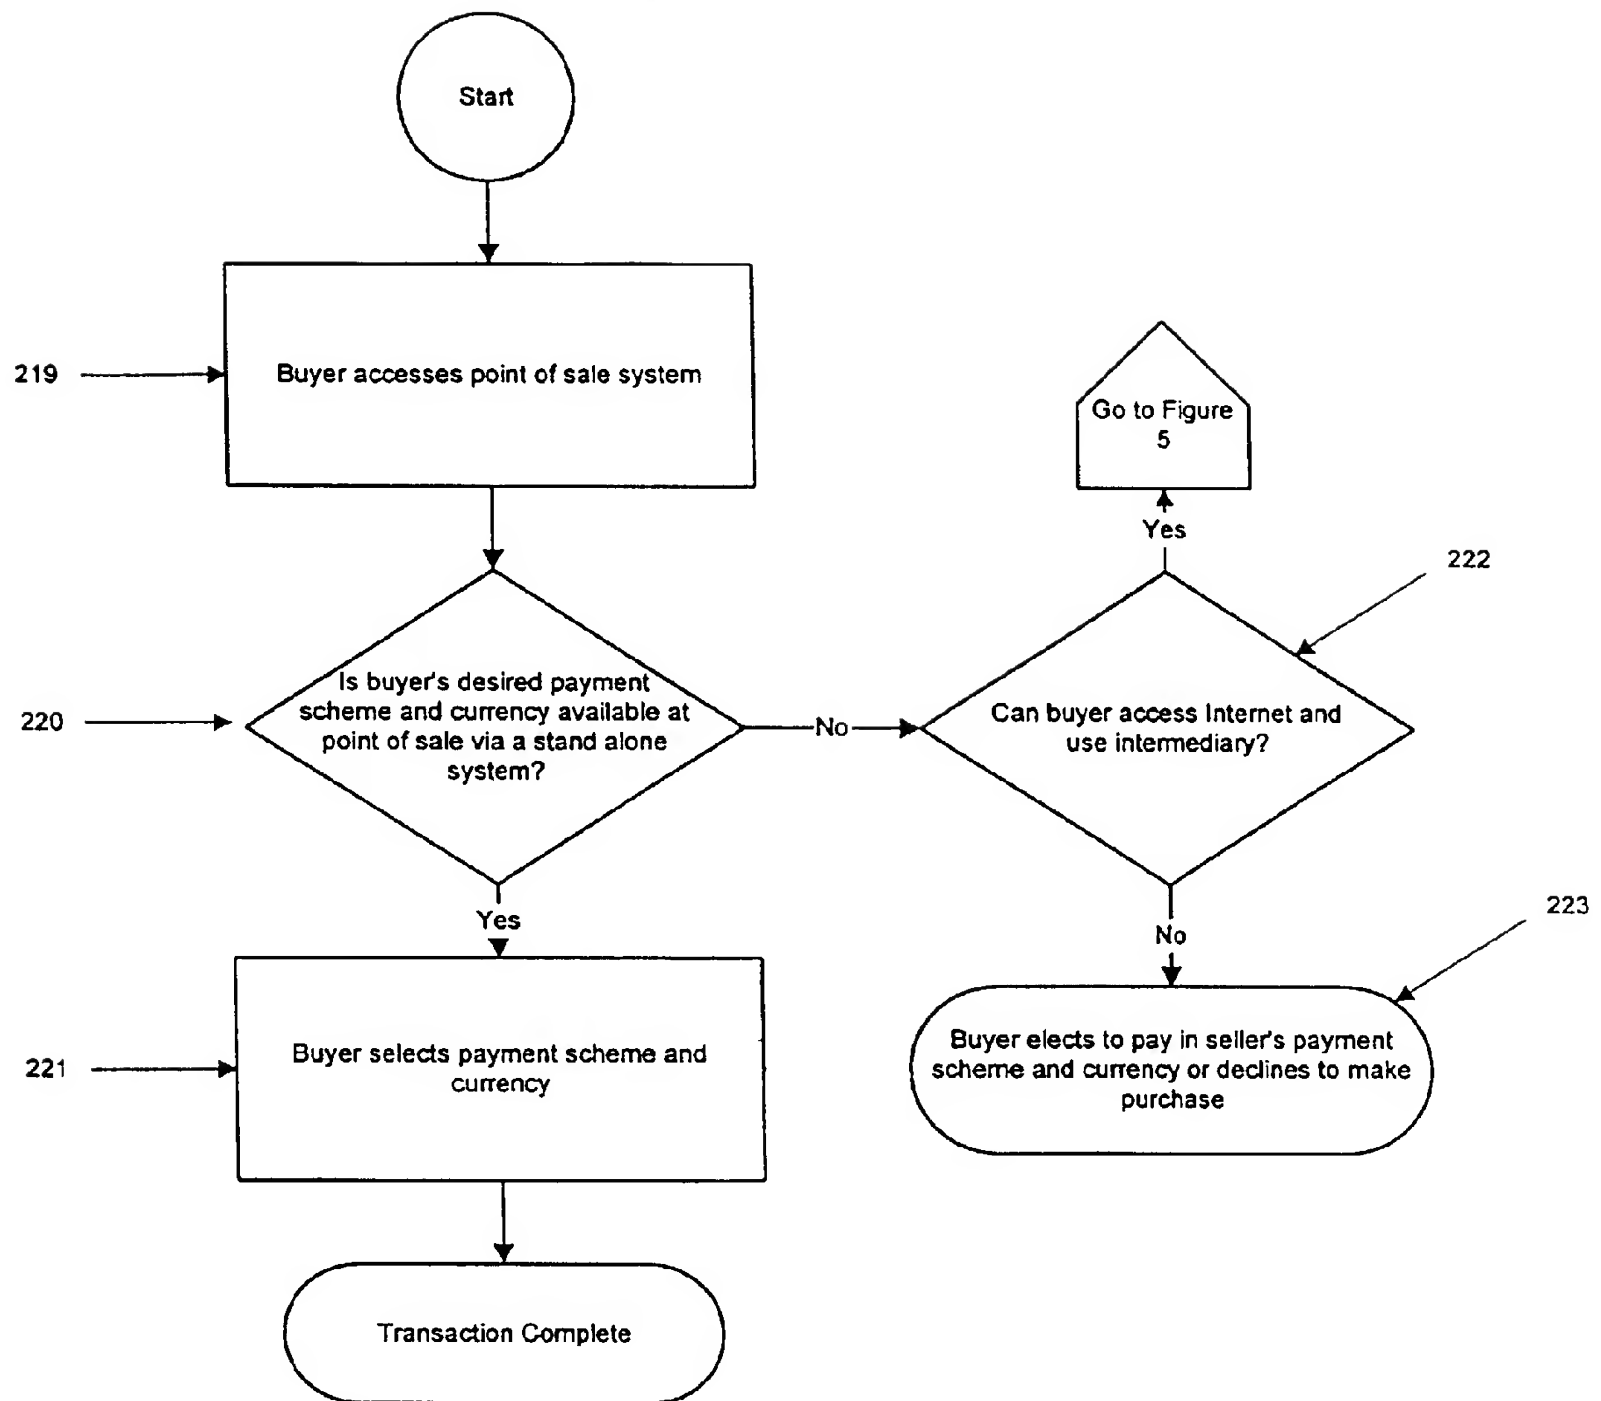 Start
219
Buyer accesses point of sale system
Go to Figure
5
Yes
222
220
Is buyer's desired payment
scheme and currency available at
point of sale via a stand alone
system?
No
Can buyer access Internet and
use intermediary?
Yes
No
223
221
Buyer selects payment scheme and
currency
Buyer elects to pay in seller's payment
scheme and currency or declines to make
purchase
Transaction Complete